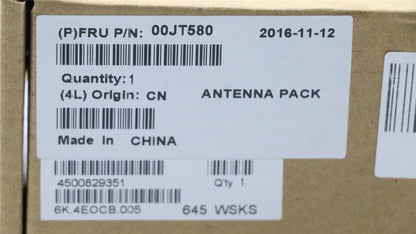 (P)FRU P/N: 00JT580 2016-11-12
Quantity: 1
(4L) Origin: CN ANTENNA PACK
Made in CHINA
4500829351 Q'ty 1
6K.4EOCB.005 645 WSKS